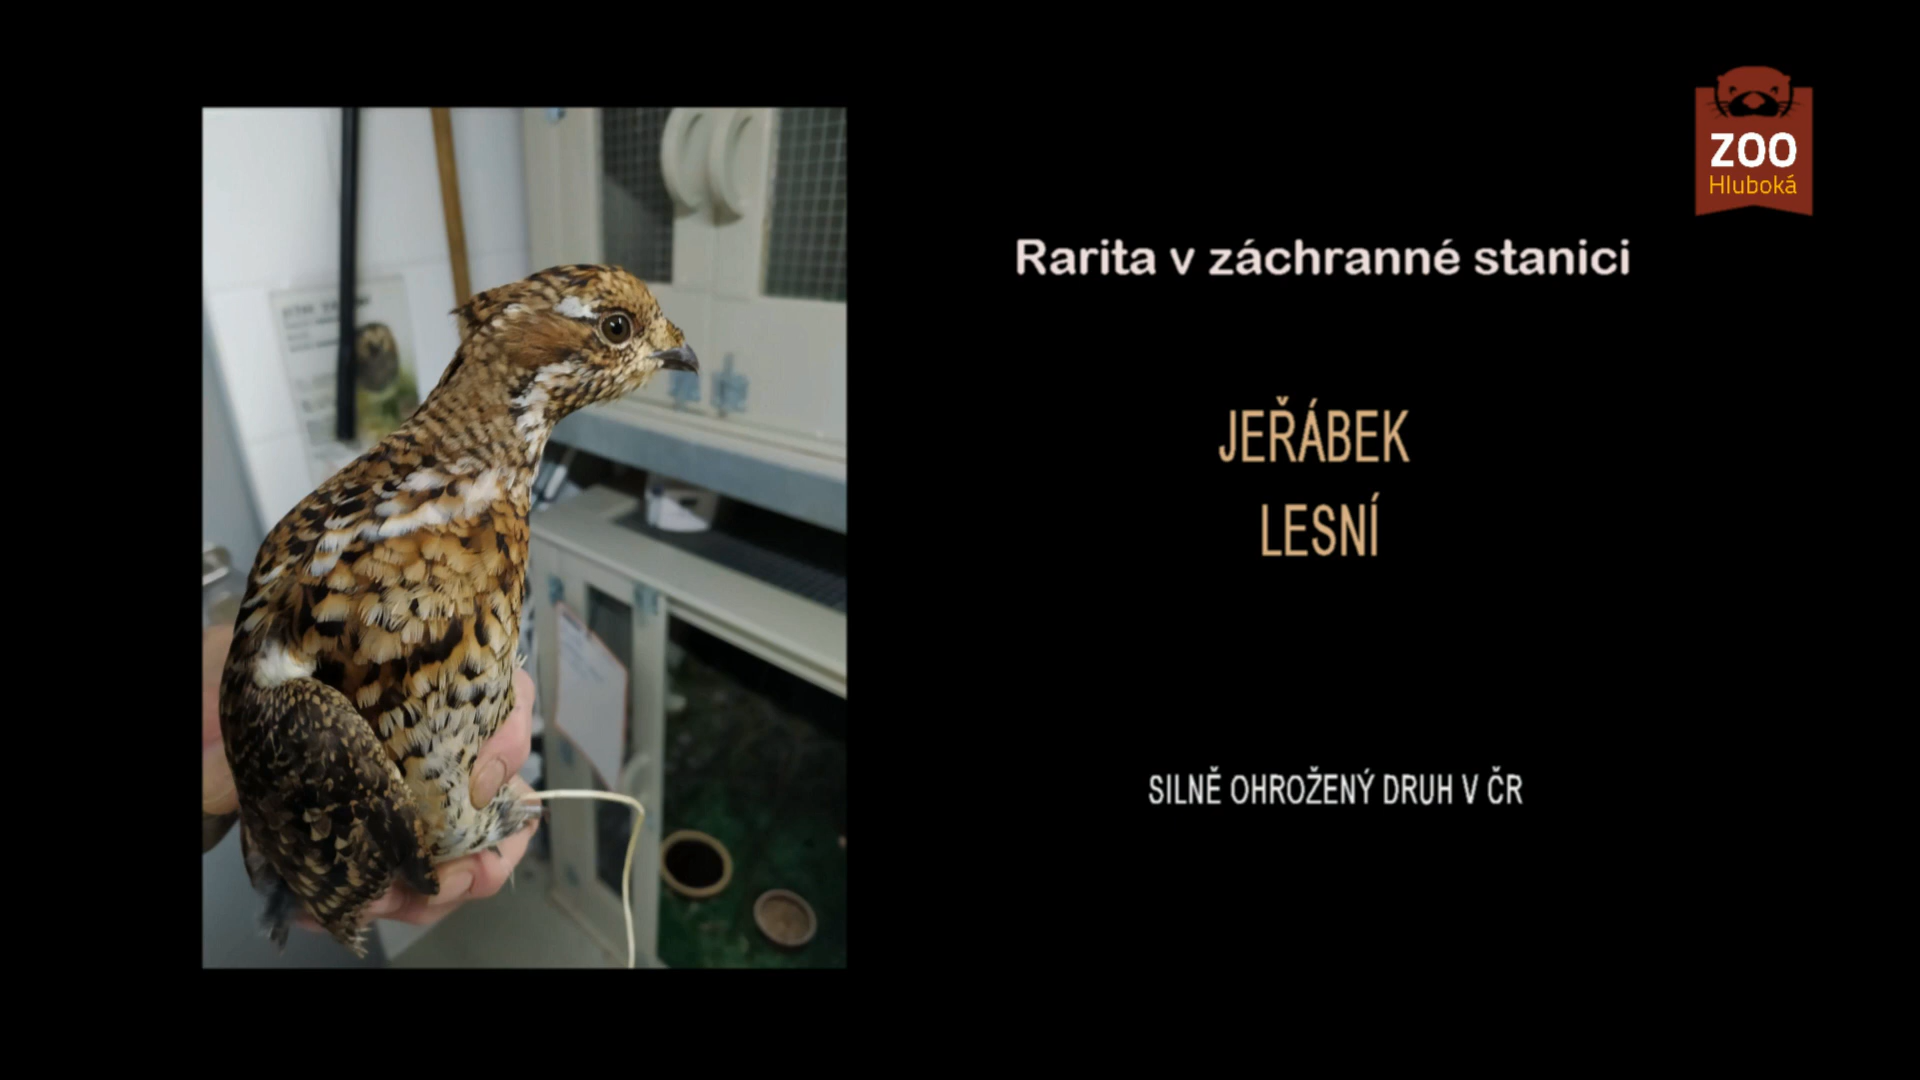 ZOO
Hluboká
Rarita v záchranné stanici
JEŘÁBEK
LESNÍ
SILNĚ OHROŽENÝ DRUH V ČR